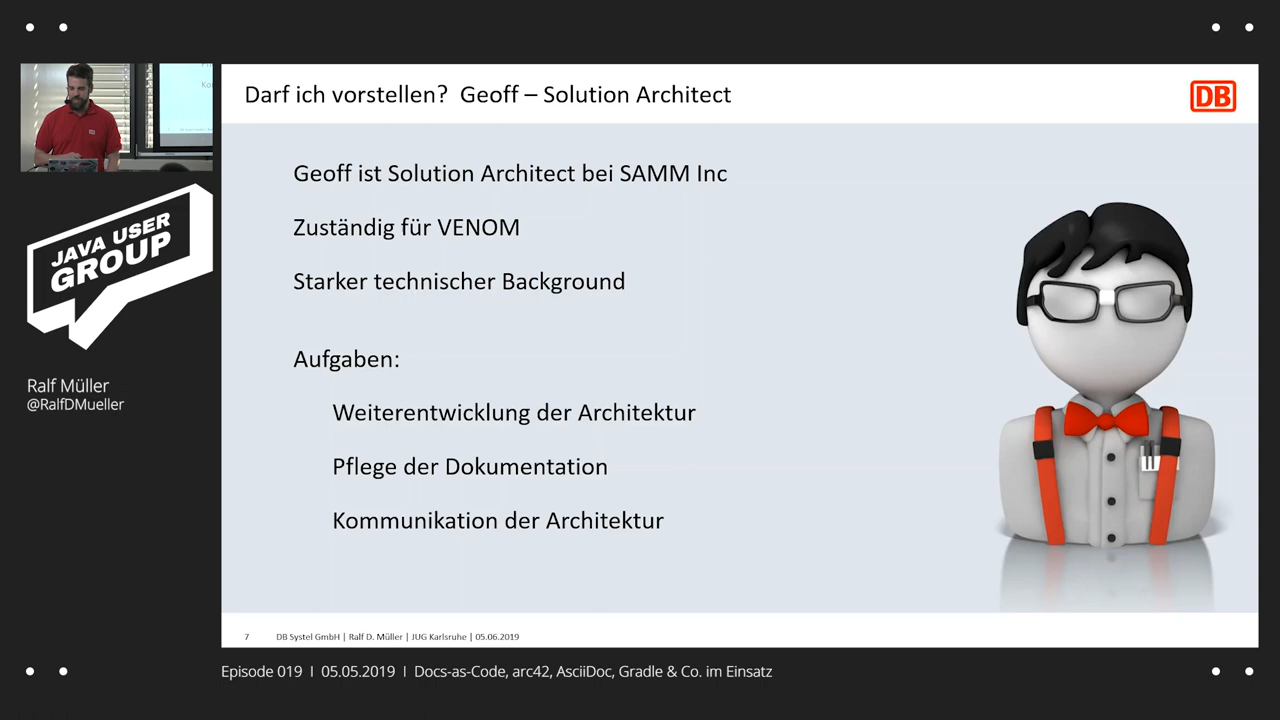 Darf ich vorstellen? Geoff – Solution Architect
DB
Geoff ist Solution Architect bei SAMM Inc
Zuständig für VENOM
Starker technischer Background
Aufgaben:
Weiterentwicklung der Architektur
Pflege der Dokumentation
Kommunikation der Architektur
7 DB Systel GmbH | Ralf D. Müller | JUG Karlsruhe | 05.06.2019
JAVA USER
GROUP
Ralf Müller
@RalfDMueller
Episode 019 I 05.05.2019 I Docs-as-Code, arc42, AsciiDoc, Gradle & Co. im Einsatz